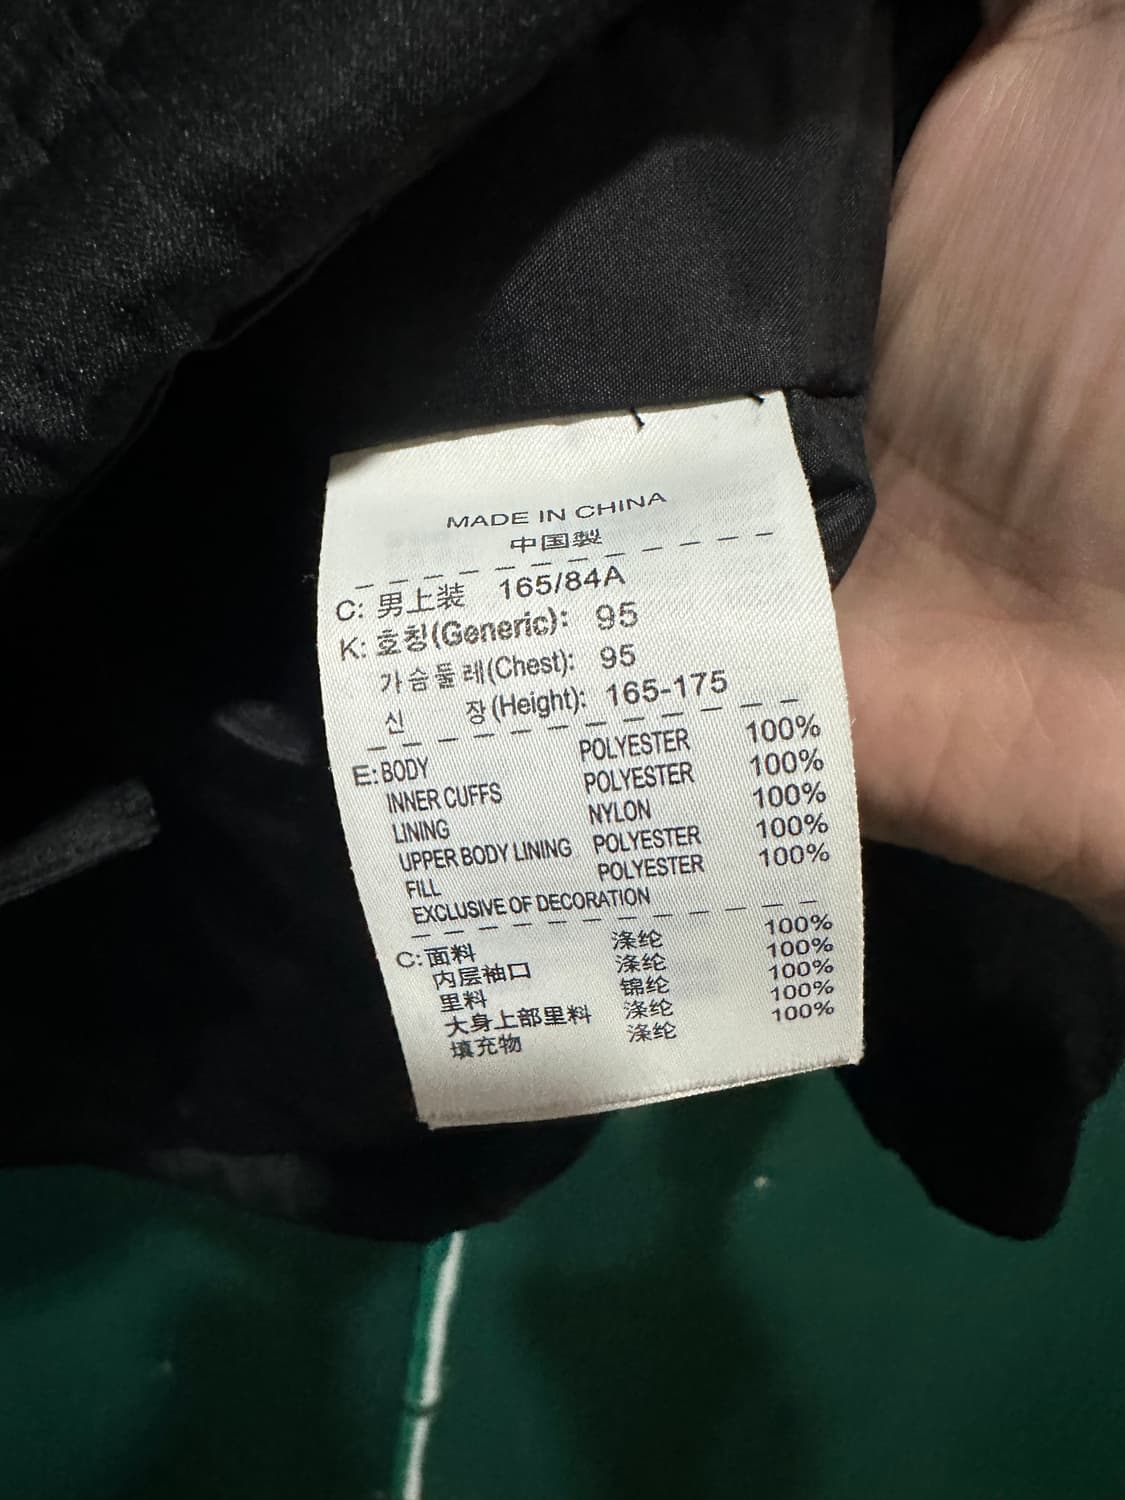 MADE IN CHINA
中国製
C: 男上装 165/84A
K: 호칭(Generic): 95
가슴둘레(Chest): 95
신 장(Height): 165-175
E: BODY POLYESTER 100%
INNER CUFFS POLYESTER 100%
LINING NYLON 100%
UPPER BODY LINING POLYESTER 100%
FILL POLYESTER 100%
EXCLUSIVE OF DECORATION
C: 面料 涤纶 100%
内层袖口 涤纶 100%
里料 锦纶 100%
大身上部里料 涤纶 100%
填充物 涤纶 100%